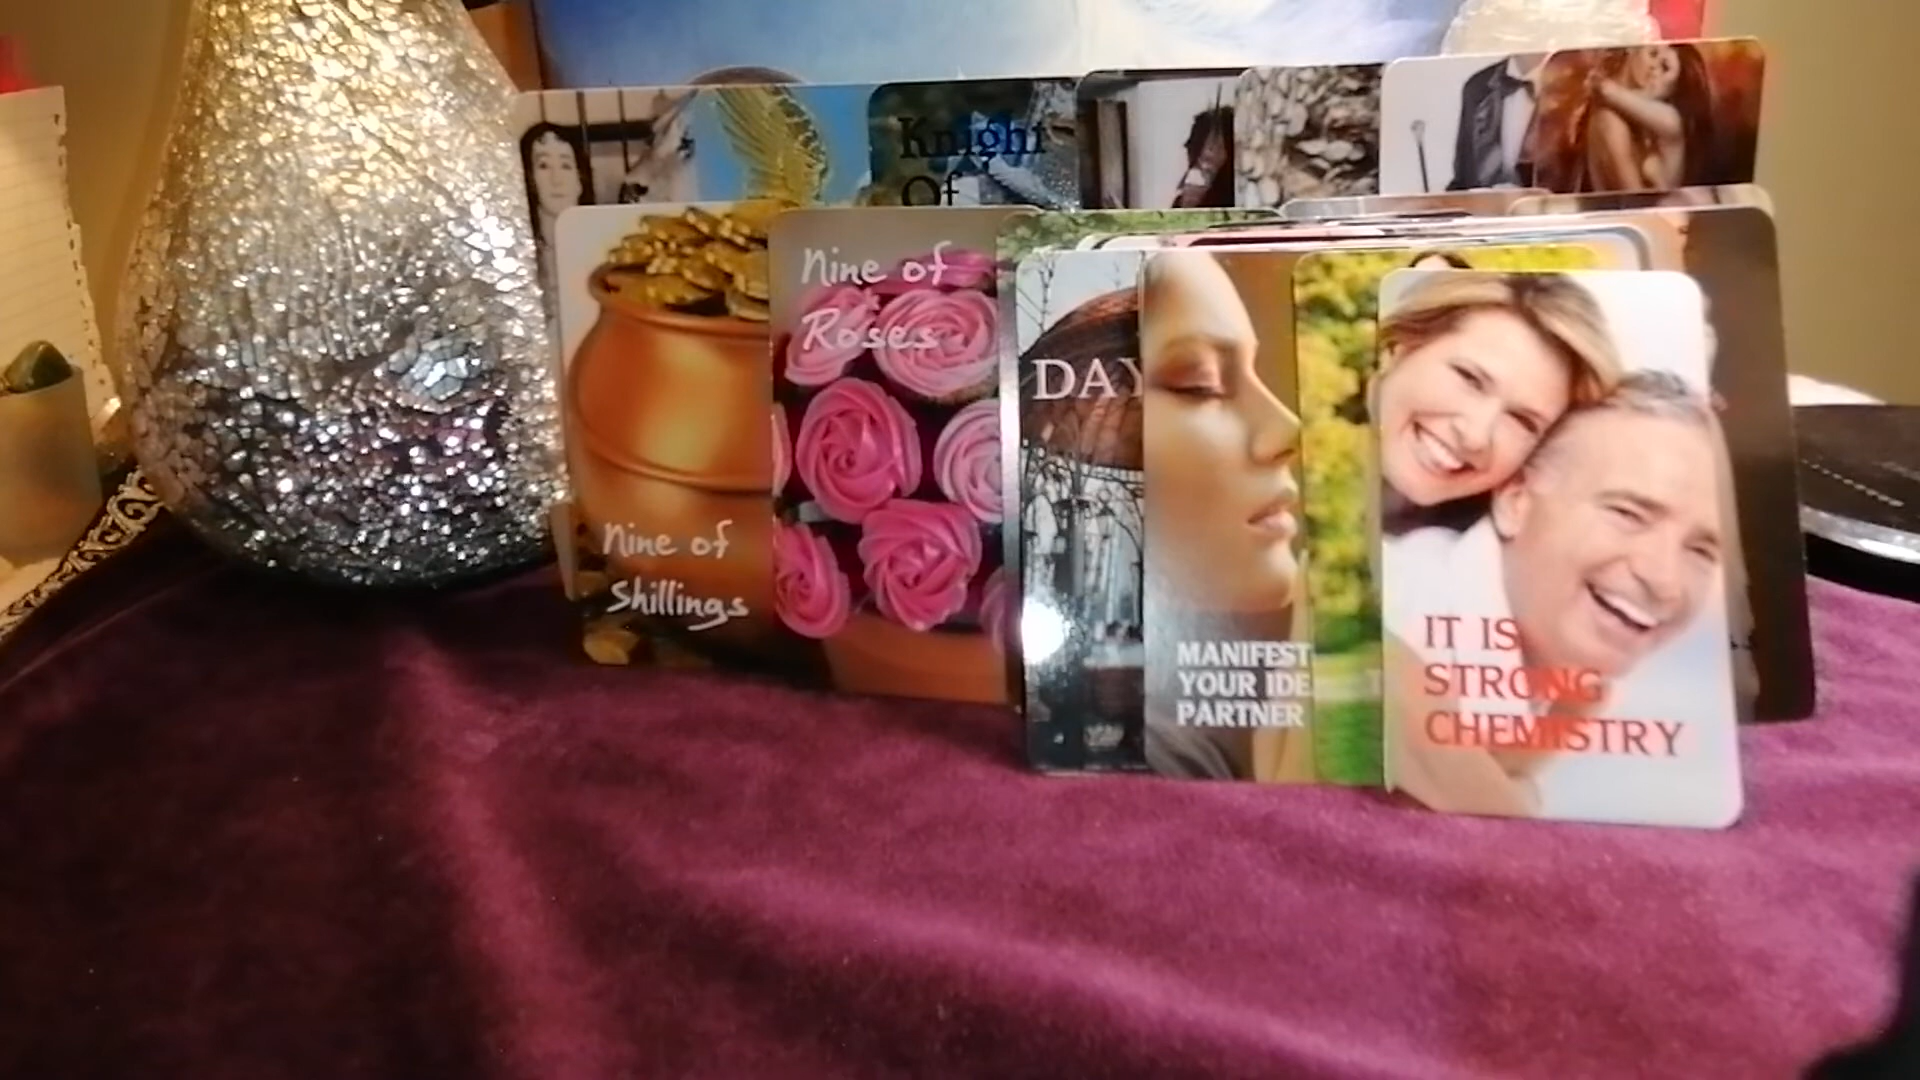 Knight
Of
Nine of
Roses
Nine of
Shillings
DAY
MANIFEST
YOUR IDE
PARTNER
IT IS
STRONG
CHEMISTRY